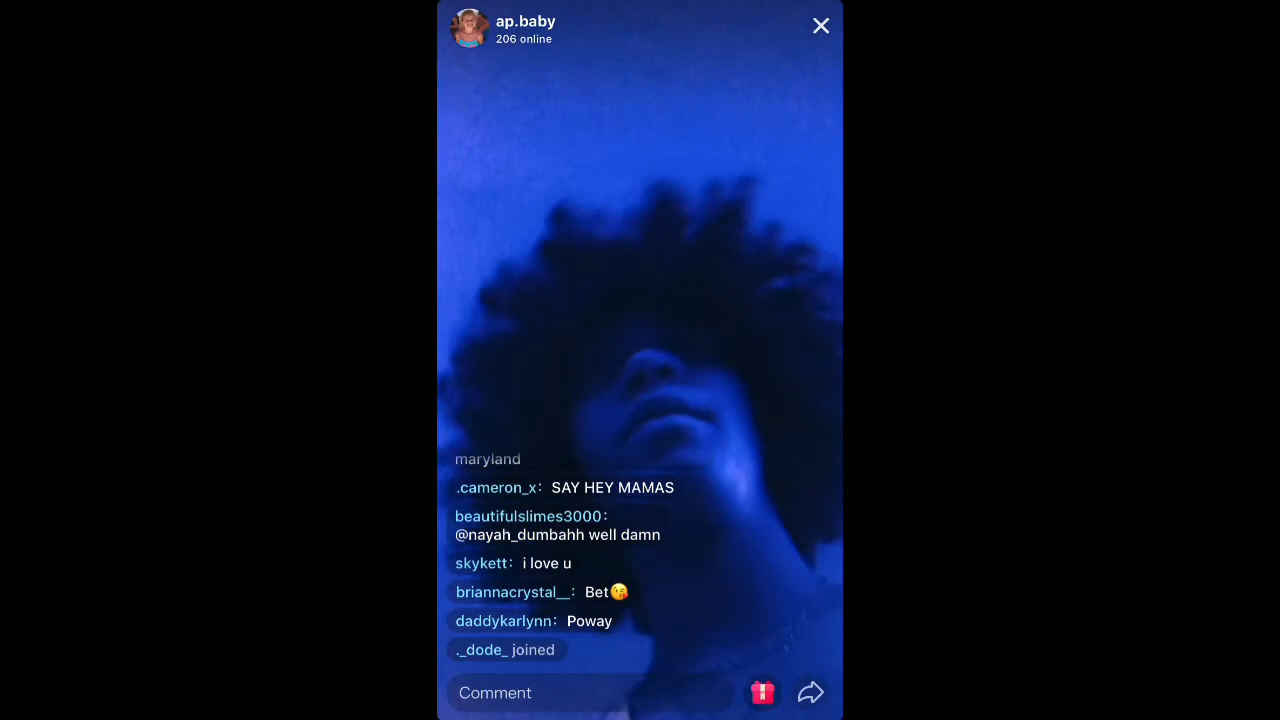 ap.baby
206 online
maryland
.cameron_x: SAY HEY MAMAS
beautifulslimes3000:
@nayah_dumbahh well damn
skykett: i love u
briannacrystal__: Bet😘
daddykarlynn: Poway
._dode_ joined
Comment